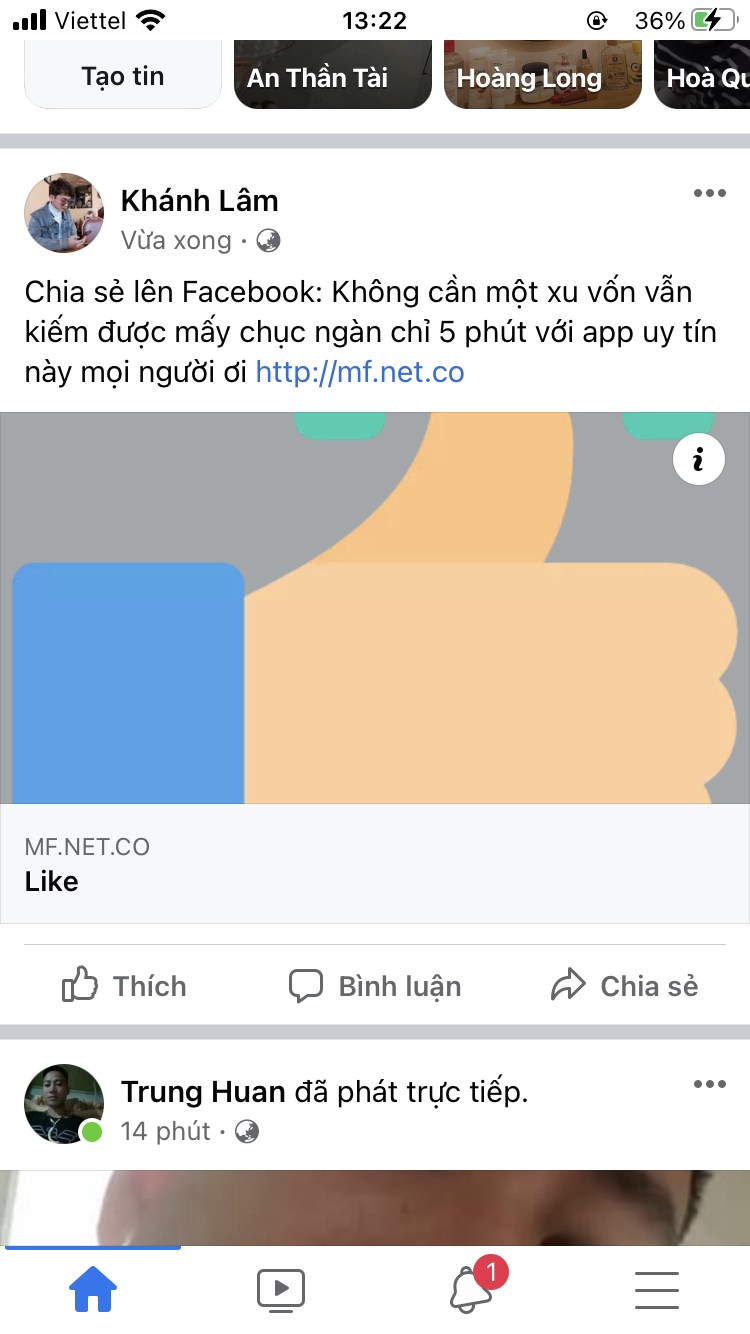 Viettel 13:22 36%
Tạo tin An Thần Tài Hoàng Long Hoà
Khánh Lâm
Vừa xong ·
Chia sẻ lên Facebook: Không cần một xu vốn vẫn
kiếm được mấy chục ngàn chỉ 5 phút với app uy tín
này mọi người ơi http://mf.net.co
i
MF.NET.CO
Like
Thích Bình luận Chia sẻ
Trung Huan đã phát trực tiếp.
14 phút ·
1